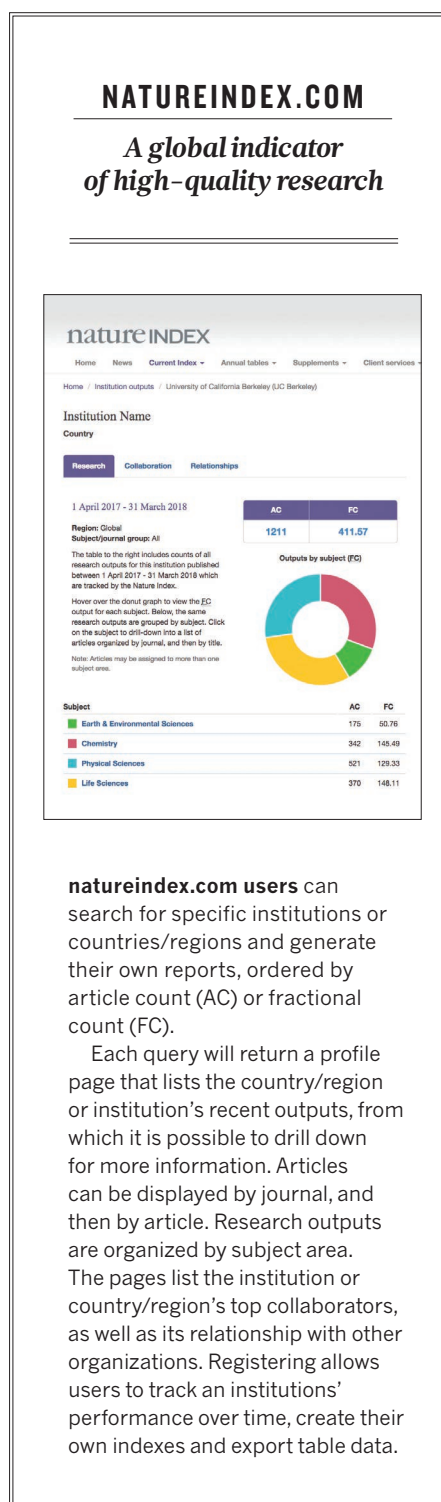 NATUREINDEX.COM
A global indicator
of high-quality research
nature INDEX
Home News Current Index Annual tables Supplements Client services
Home / Institution outputs / University of California Berkeley (UC Berkeley)
Institution Name
Country
Research Collaboration Relationships
1 April 2017 - 31 March 2018
Region: Global
Subject/journal group: All
The table to the right includes counts of all
research outputs for this institution published
between 1 April 2017 - 31 March 2018 which
are tracked by the Nature Index.
Hover over the donut graph to view the FC
output for each subject. Below, the same
research outputs are grouped by subject. Click
on the subject to drill-down into a list of
articles organized by journal, and then by title.
Note: Articles may be assigned to more than one
subject area.
AC FC
1211 411.57
Outputs by subject (FC)
Subject AC FC
Earth & Environmental Sciences 175 50.76
Chemistry 342 145.49
Physical Sciences 521 129.33
Life Sciences 370 148.11
natureindex.com users can
search for specific institutions or
countries/regions and generate
their own reports, ordered by
article count (AC) or fractional
count (FC).
Each query will return a profile
page that lists the country/region
or institution's recent outputs, from
which it is possible to drill down
for more information. Articles
can be displayed by journal, and
then by article. Research outputs
are organized by subject area.
The pages list the institution or
country/region's top collaborators,
as well as its relationship with other
organizations. Registering allows
users to track an institutions'
performance over time, create their
own indexes and export table data.